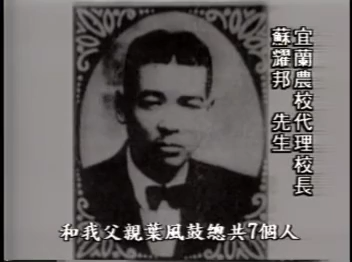 宜蘭農校代理校長
蘇耀邦 先生
和我父親葉風鼓總共7個人